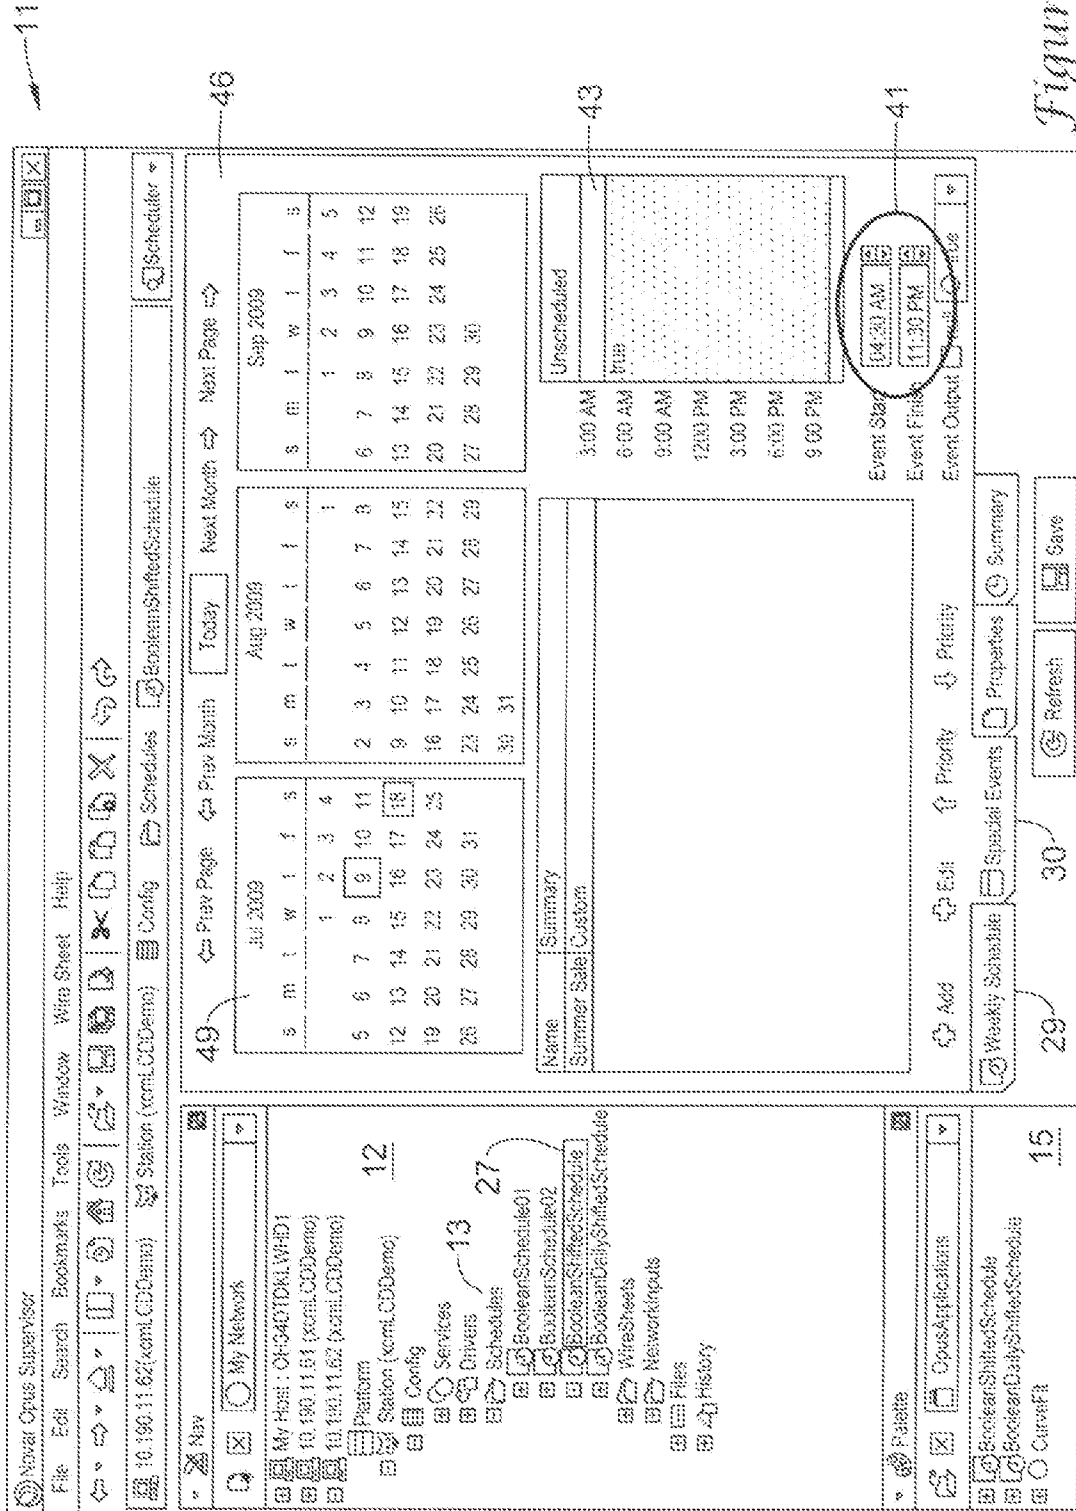 11
Novar Opus Supervisor
File Edit Search Bookmarks Tools Window Wire Sheet Help
10.190.11.62(xcmLCDDemo) Station (xcmLCDDemo) Config Schedules BooleanShiftedSchedule Scheduler
Nav
My Network
My Host : OH34DTDKLWHD1
10.190.11.61 (xcmLCDDemo)
10.190.11.62 (xcmLCDDemo)
Platform
Station (xcmLCDDemo)
Config
Services
Drivers
Schedules
BooleanSchedule01
BooleanSchedule02
BooleanShiftedSchedule
BooleanDailyShiftedSchedule
WireSheets
NetworkInputs
Files
History
12
13
27
Palette
OpusApplications
BooleanShiftedSchedule
BooleanDailyShiftedSchedule
CurveFit
15
Prev Page Prev Month Today Next Month Next Page
46
49
Jul 2009
s m t w t f s
1 2 3 4
5 6 7 8 9 10 11
12 13 14 15 16 17 18
19 20 21 22 23 24 25
26 27 28 29 30 31
Aug 2009
s m t w t f s
1
2 3 4 5 6 7 8
9 10 11 12 13 14 15
16 17 18 19 20 21 22
23 24 25 26 27 28 29
30 31
Sep 2009
s m t w t f s
1 2 3 4 5
6 7 8 9 10 11 12
13 14 15 16 17 18 19
20 21 22 23 24 25 26
27 28 29 30
Name Summary
Summer Sale Custom
Unscheduled
43
3:00 AM
6:00 AM true
9:00 AM
12:00 PM
3:00 PM
6:00 PM
9:00 PM
Event Start 04:30 AM
Event Finish 11:30 PM
Event Output
41
Add Edit Priority Priority
Weekly Schedule Special Events Properties Summary
29
30
Refresh Save
Figur